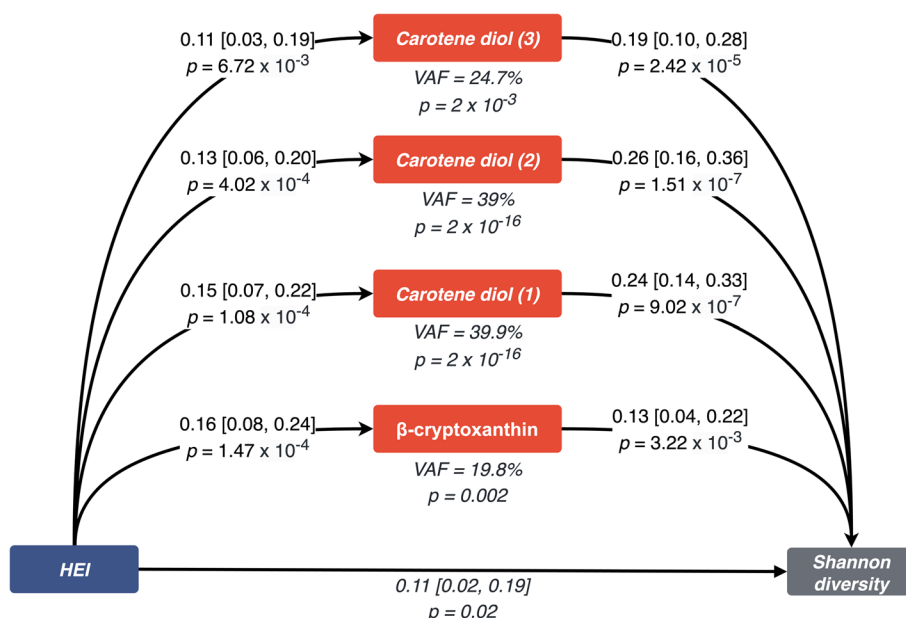 0.11 [0.03, 0.19]
p = 6.72 x 10-3
Carotene diol (3)
VAF = 24.7%
p = 2 x 10-3
0.19 [0.10, 0.28]
p = 2.42 x 10-5
0.13 [0.06, 0.20]
p = 4.02 x 10-4
Carotene diol (2)
VAF = 39%
p = 2 x 10-16
0.26 [0.16, 0.36]
p = 1.51 x 10-7
0.15 [0.07, 0.22]
p = 1.08 x 10-4
Carotene diol (1)
VAF = 39.9%
p = 2 x 10-16
0.24 [0.14, 0.33]
p = 9.02 x 10-7
0.16 [0.08, 0.24]
p = 1.47 x 10-4
β-cryptoxanthin
VAF = 19.8%
p = 0.002
0.13 [0.04, 0.22]
p = 3.22 x 10-3
HEI
0.11 [0.02, 0.19]
p = 0.02
Shannon
diversity